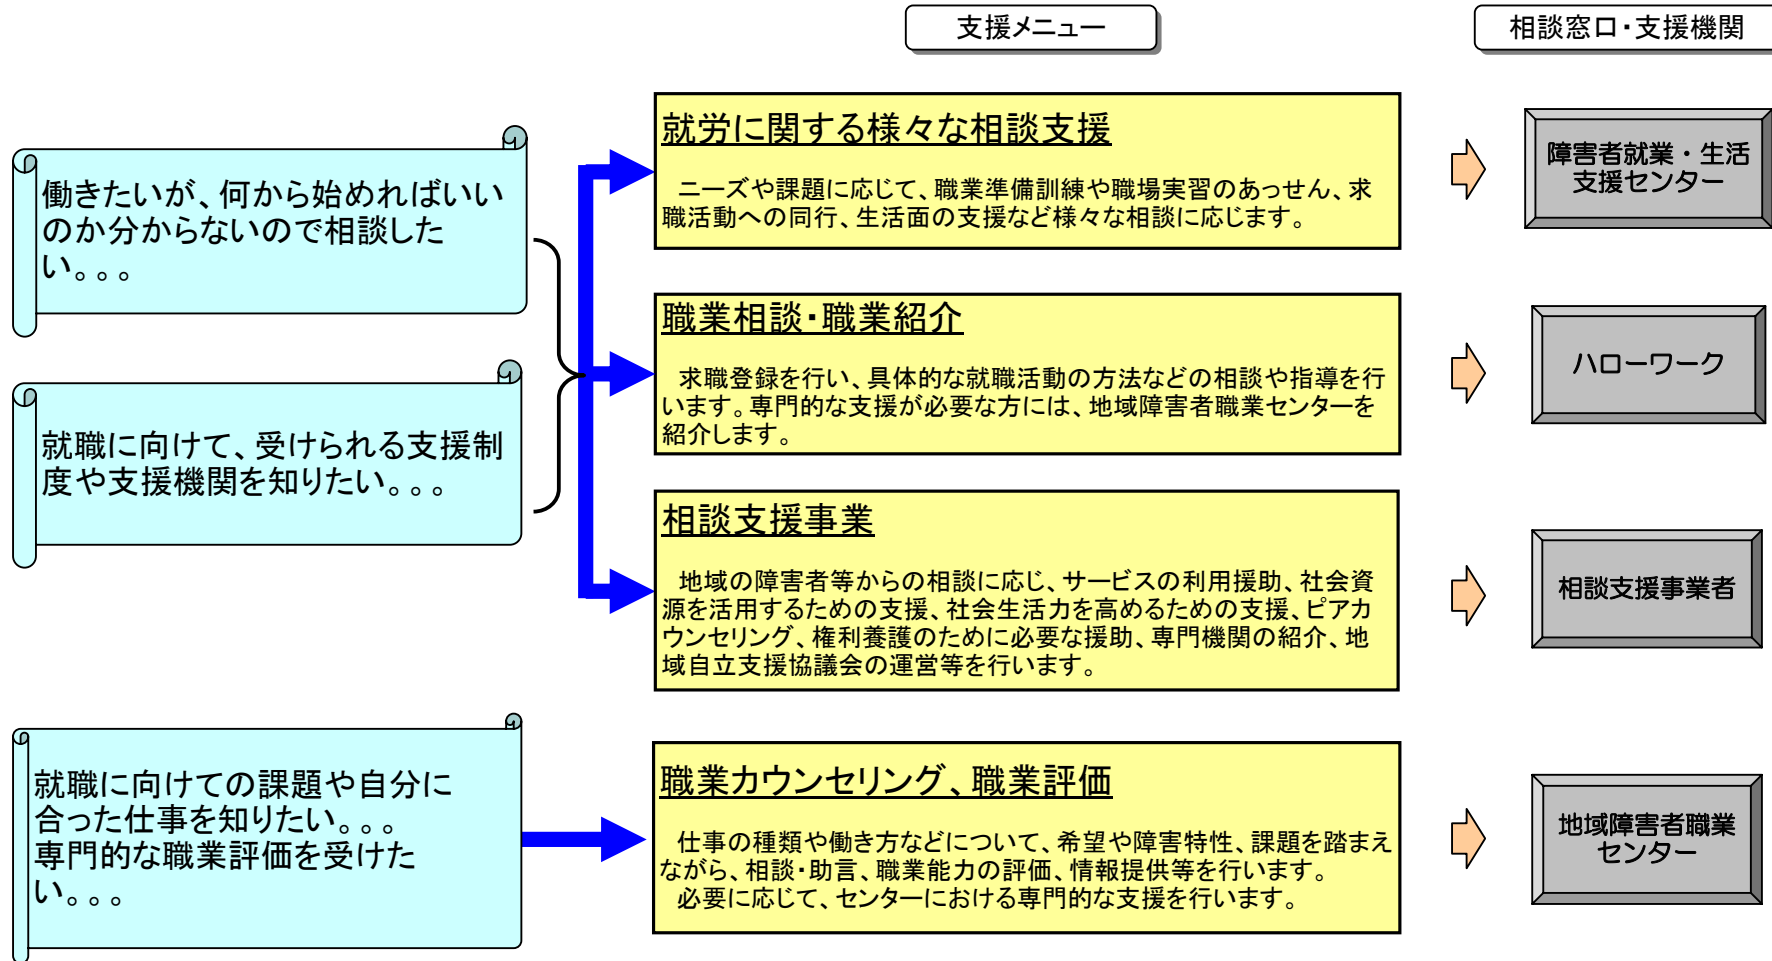 支援メニュー
相談窓口・支援機関
働きたいが、何から始めればいい
のか分からないので相談した
い。。。
就職に向けて、受けられる支援制
度や支援機関を知りたい。。。
就労に関する様々な相談支援
ニーズや課題に応じて、職業準備訓練や職場実習のあっせん、求
職活動への同行、生活面の支援など様々な相談に応じます。
障害者就業・生活
支援センター
職業相談・職業紹介
求職登録を行い、具体的な就職活動の方法などの相談や指導を行
います。専門的な支援が必要な方には、地域障害者職業センターを
紹介します。
ハローワーク
相談支援事業
地域の障害者等からの相談に応じ、サービスの利用援助、社会資
源を活用するための支援、社会生活力を高めるための支援、ピアカ
ウンセリング、権利養護のために必要な援助、専門機関の紹介、地
域自立支援協議会の運営等を行います。
相談支援事業者
就職に向けての課題や自分に
合った仕事を知りたい。。。
専門的な職業評価を受けた
い。。。
職業カウンセリング、職業評価
仕事の種類や働き方などについて、希望や障害特性、課題を踏まえ
ながら、相談・助言、職業能力の評価、情報提供等を行います。
必要に応じて、センターにおける専門的な支援を行います。
地域障害者職業
センター